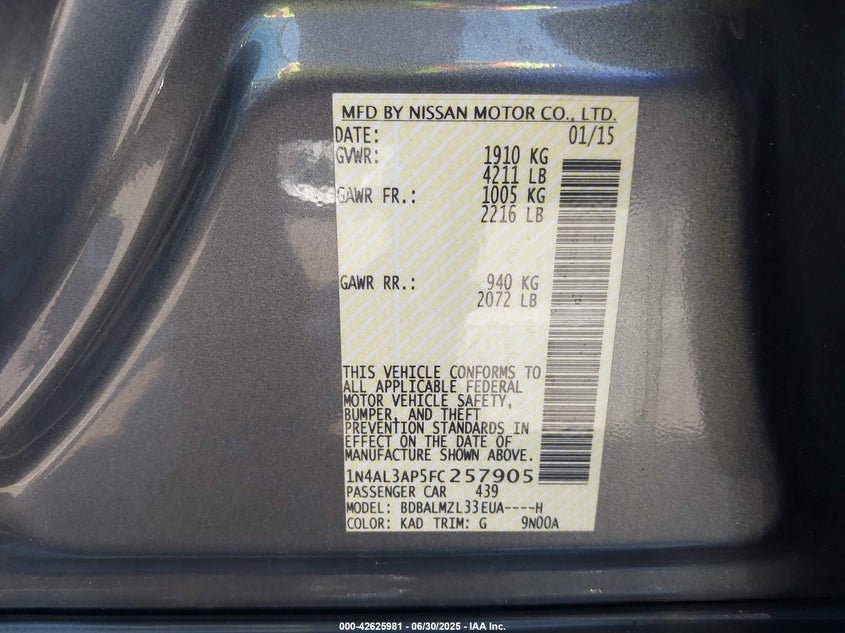 MFD BY NISSAN MOTOR CO., LTD.
DATE: 01/15
GVWR: 1910 KG
4211 LB
GAWR FR.: 1005 KG
2216 LB
GAWR RR.: 940 KG
2072 LB
THIS VEHICLE CONFORMS TO
ALL APPLICABLE FEDERAL
MOTOR VEHICLE SAFETY,
BUMPER, AND THEFT
PREVENTION STANDARDS IN
EFFECT ON THE DATE OF
MANUFACTURE SHOWN ABOVE.
1N4AL3AP5FC257905
PASSENGER CAR 439
MODEL: BDBALMZL33EUA----H
COLOR: KAD TRIM: G 9N00A
000-42625981 - 06/30/2025 - IAA Inc.